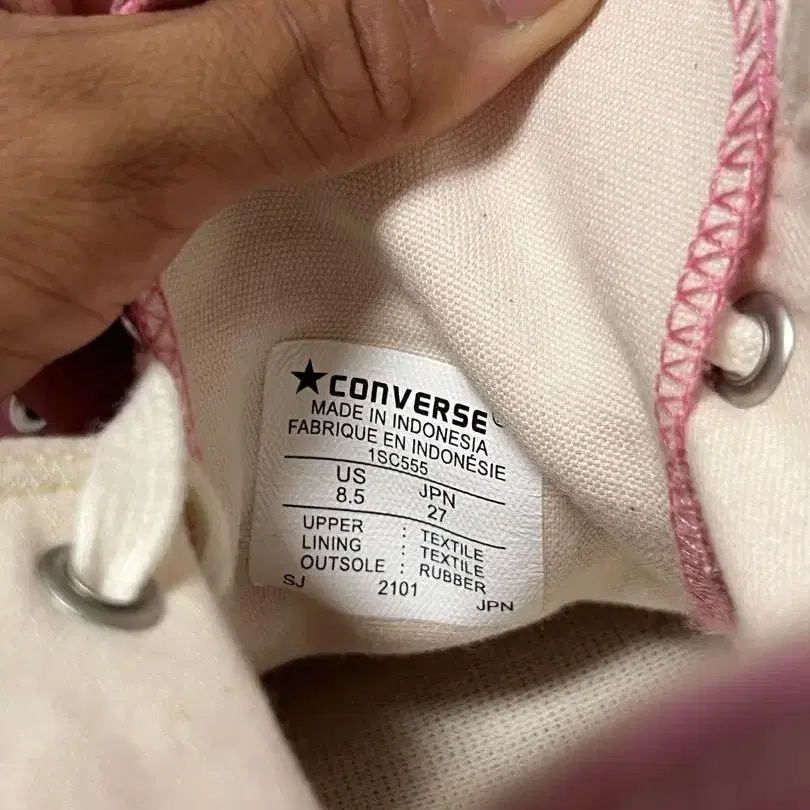 ★CONVERSE®
MADE IN INDONESIA
FABRIQUE EN INDONÉSIE
1SC555
US JPN
8.5 27
UPPER : TEXTILE
LINING : TEXTILE
OUTSOLE : RUBBER
SJ 2101 JPN